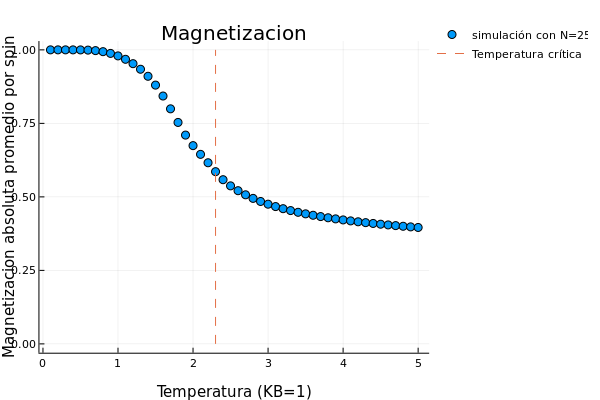 Magnetizacion
simulación con N=25
Temperatura crítica
Magnetizacion absoluta promedio por spin
1.00
0.75
0.50
0.25
0.00
0
1
2
3
4
5
Temperatura (KB=1)